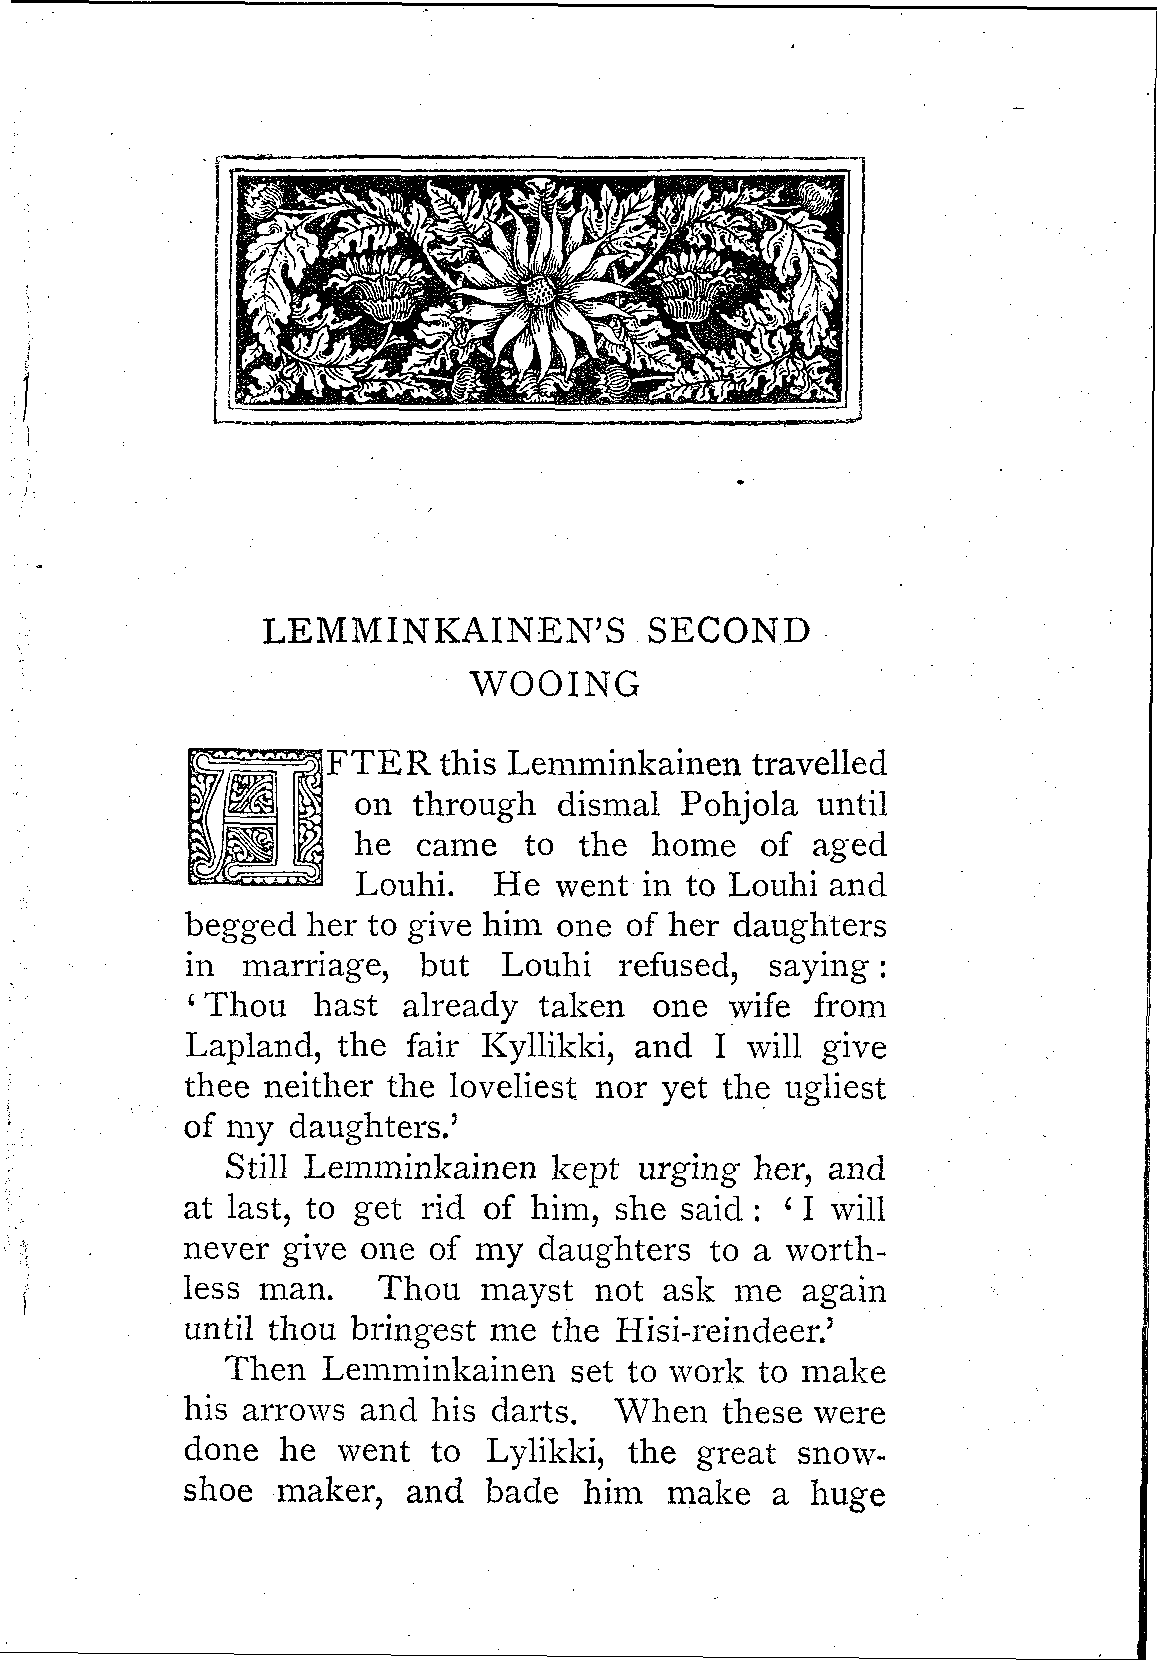 LEMMINKAINEN'S SECOND
WOOING
AFTER this Lemminkainen travelled
on through dismal Pohjola until
he came to the home of aged
Louhi. He went in to Louhi and
begged her to give him one of her daughters
in marriage, but Louhi refused, saying :
‘ Thou hast already taken one wife from
Lapland, the fair Kyllikki, and I will give
thee neither the loveliest nor yet the ugliest
of my daughters.’
Still Lemminkainen kept urging her, and
at last, to get rid of him, she said : ‘ I will
never give one of my daughters to a worth-
less man. Thou mayst not ask me again
until thou bringest me the Hisi-reindeer.’
Then Lemminkainen set to work to make
his arrows and his darts. When these were
done he went to Lylikki, the great snow-
shoe maker, and bade him make a huge